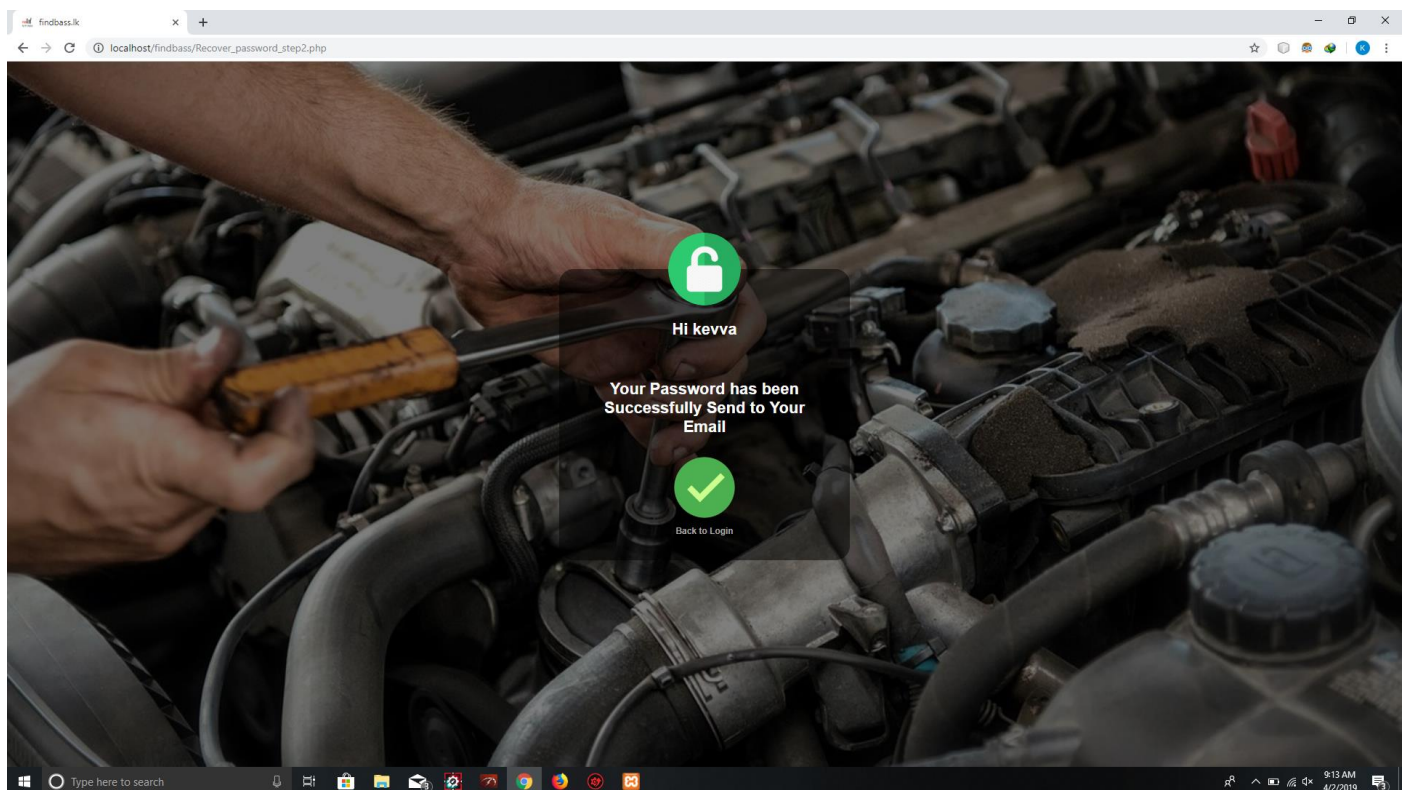 findbass.lk
localhost/findbass/Recover_password_step2.php
K
Hi kevva
Your Password has been
Successfully Send to Your
Email
Back to Login
Type here to search
9:13 AM
4/2/2019